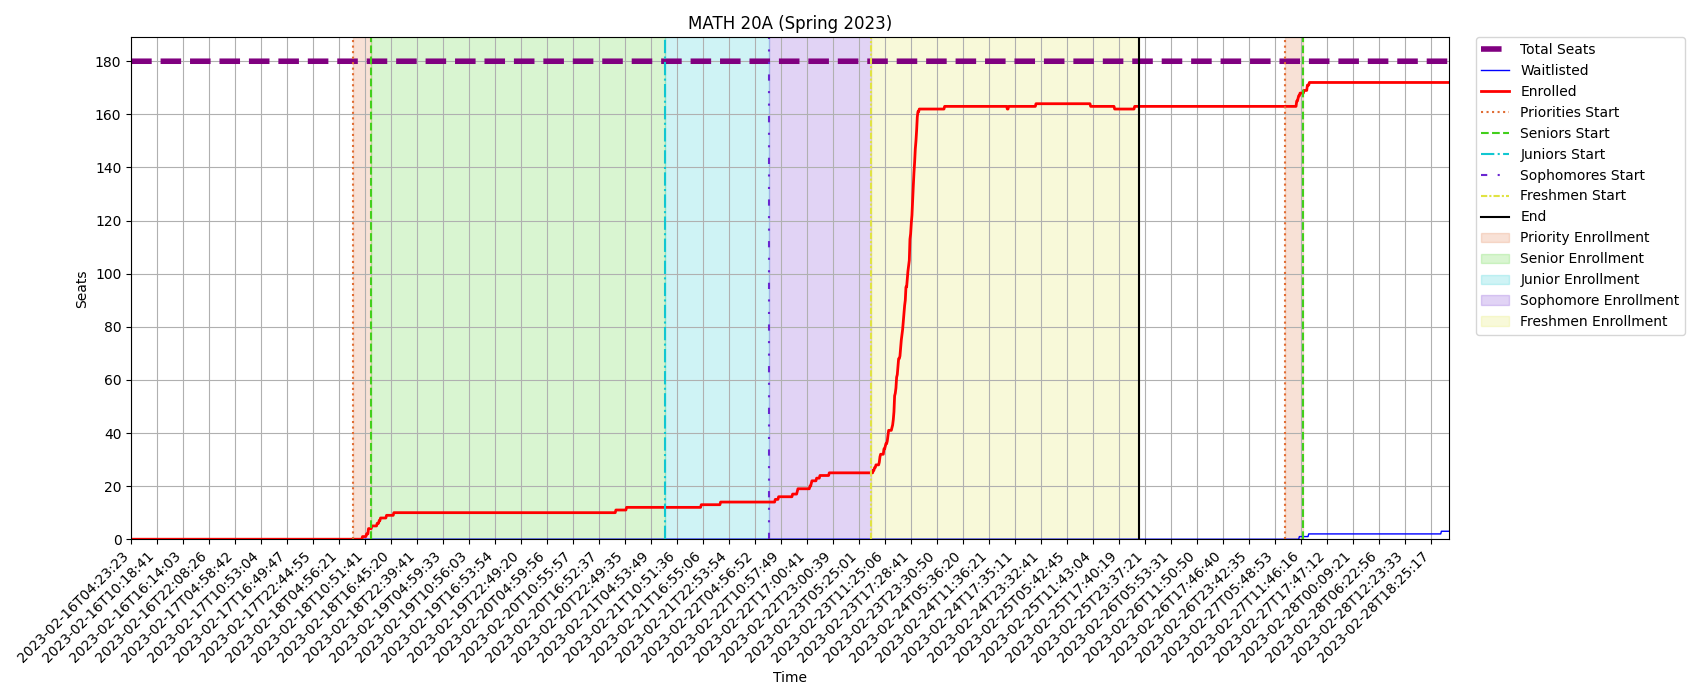 MATH 20A (Spring 2023)
Seats
180
160
140
120
100
80
60
40
20
0
2023-02-16T04:23:23
2023-02-16T10:18:41
2023-02-16T16:14:03
2023-02-16T22:08:26
2023-02-17T04:58:42
2023-02-17T10:53:04
2023-02-17T16:49:47
2023-02-17T22:44:55
2023-02-18T04:56:21
2023-02-18T10:51:41
2023-02-18T16:45:20
2023-02-18T22:39:41
2023-02-19T04:59:33
2023-02-19T10:56:03
2023-02-19T16:53:54
2023-02-19T22:49:20
2023-02-20T04:59:56
2023-02-20T10:55:57
2023-02-20T16:52:37
2023-02-20T22:49:35
2023-02-21T04:53:49
2023-02-21T10:51:36
2023-02-21T16:55:06
2023-02-21T22:53:54
2023-02-22T04:56:52
2023-02-22T10:57:49
2023-02-22T17:00:41
2023-02-22T23:00:39
2023-02-23T05:25:01
2023-02-23T11:25:06
2023-02-23T17:28:41
2023-02-23T23:30:50
2023-02-24T05:36:20
2023-02-24T11:36:21
2023-02-24T17:35:11
2023-02-24T23:32:41
2023-02-25T05:42:45
2023-02-25T11:43:04
2023-02-25T17:40:19
2023-02-25T23:37:21
2023-02-26T05:53:31
2023-02-26T11:50:50
2023-02-26T17:46:40
2023-02-26T23:42:35
2023-02-27T05:48:53
2023-02-27T11:46:16
2023-02-27T17:47:12
2023-02-28T00:09:21
2023-02-28T06:22:56
2023-02-28T12:23:33
2023-02-28T18:25:17
Time
Total Seats
Waitlisted
Enrolled
Priorities Start
Seniors Start
Juniors Start
Sophomores Start
Freshmen Start
End
Priority Enrollment
Senior Enrollment
Junior Enrollment
Sophomore Enrollment
Freshmen Enrollment